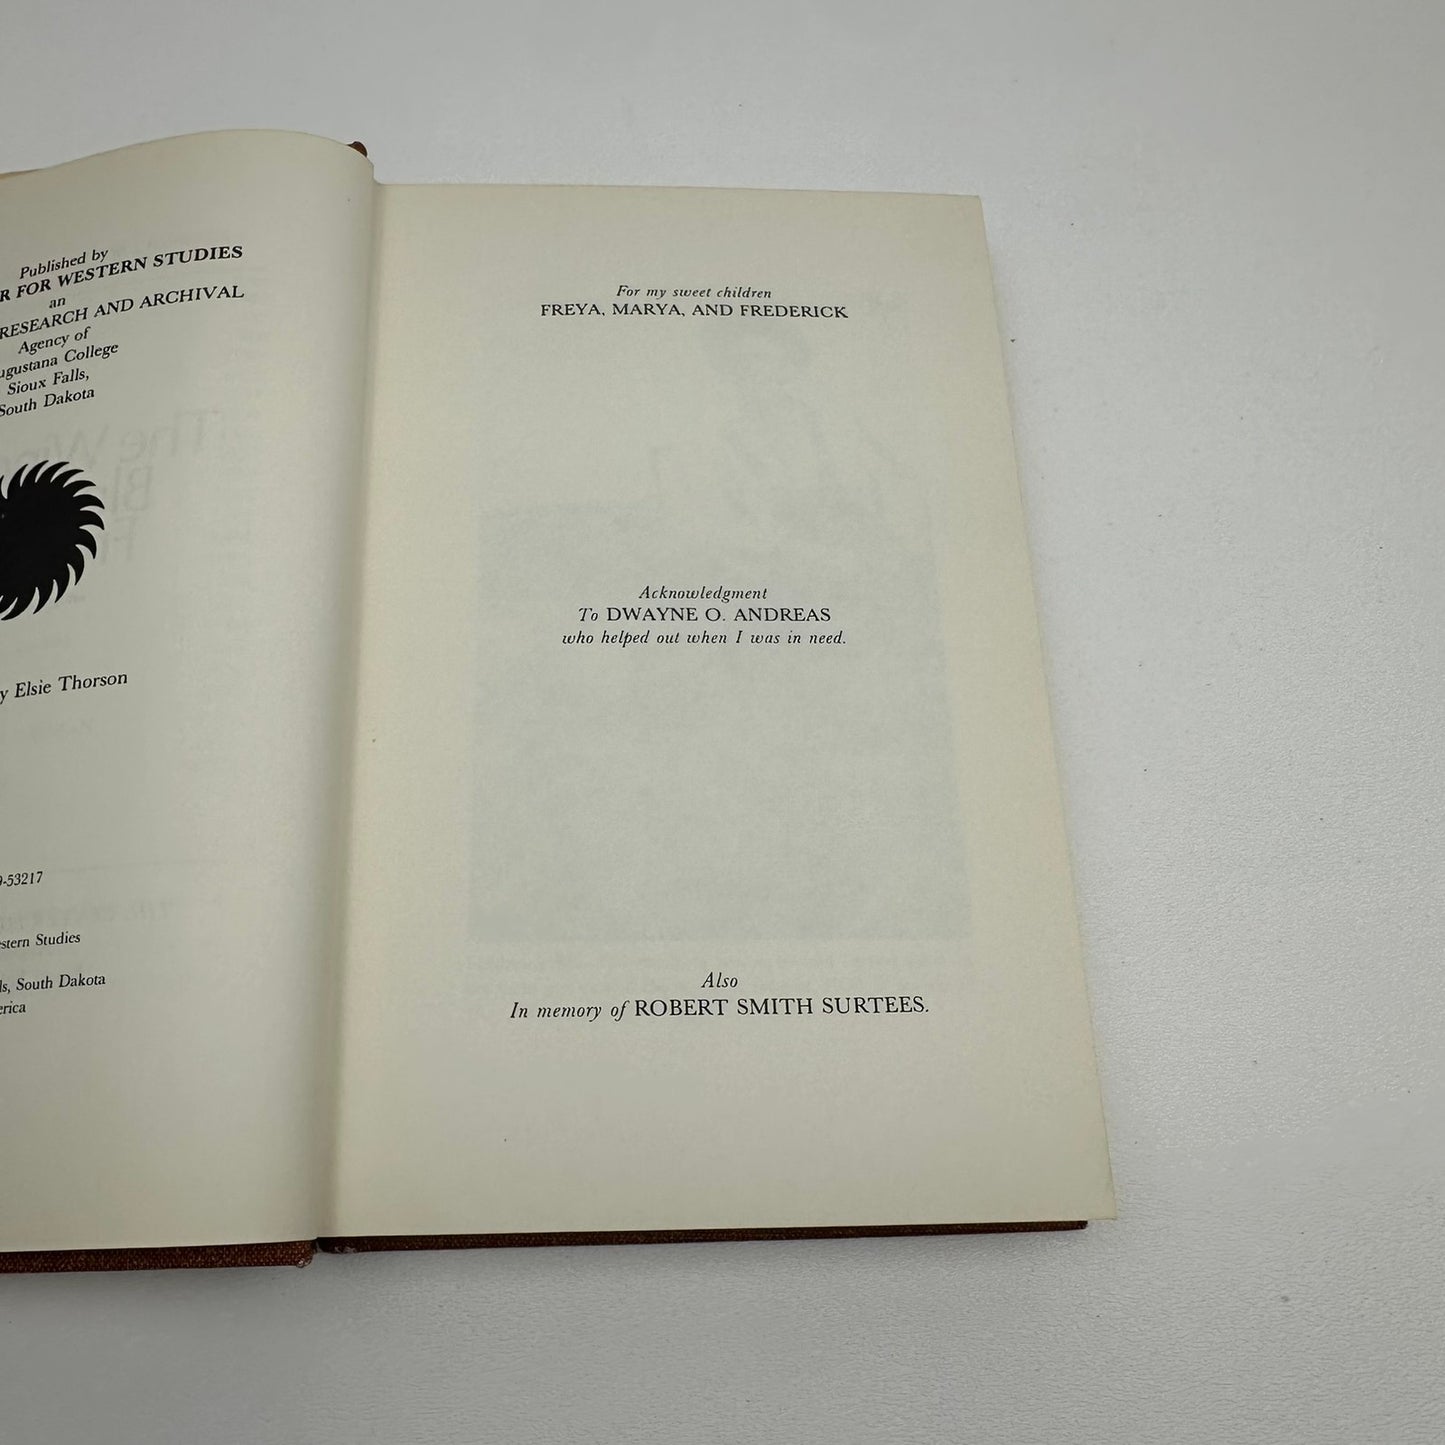 Published by
R FOR WESTERN STUDIES
an
RESEARCH AND ARCHIVAL
Agency of
ugustana College
Sioux Falls,
South Dakota
y Elsie Thorson
9-53217
estern Studies
ls, South Dakota
erica
For my sweet children
FREYA, MARYA, AND FREDERICK
Acknowledgment
To DWAYNE O. ANDREAS
who helped out when I was in need.
Also
In memory of ROBERT SMITH SURTEES.